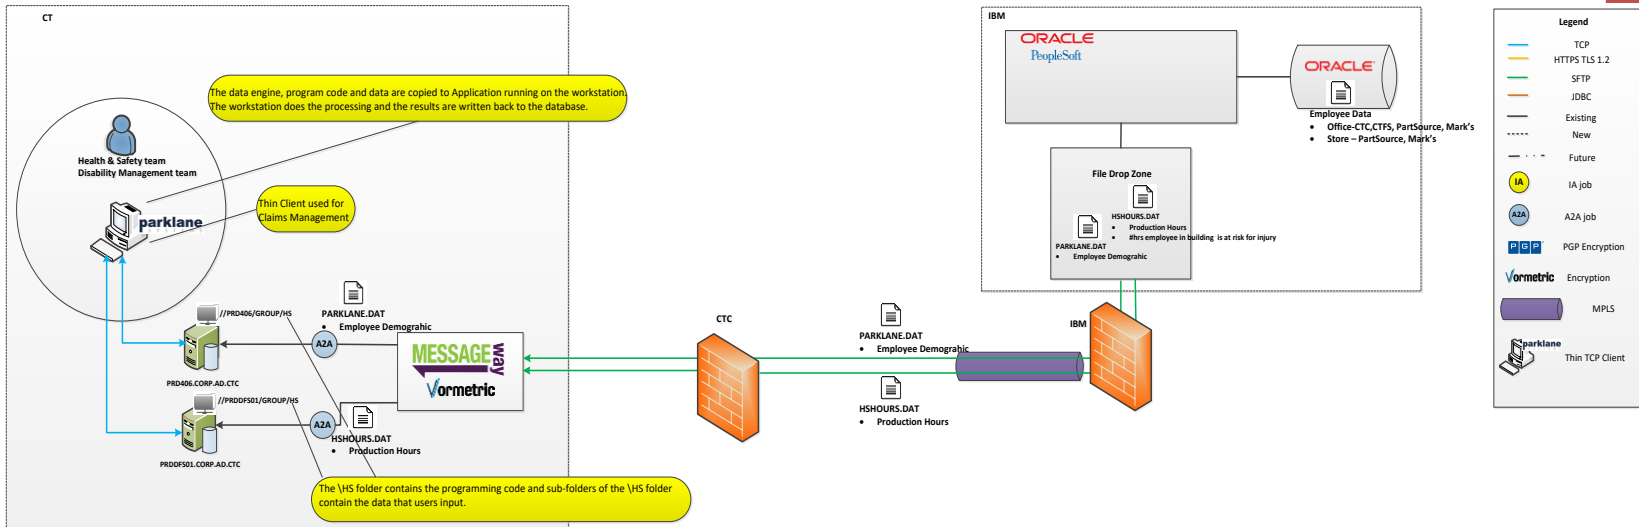 CT
The data engine, program code and data are copied to Application running on the workstation.
The workstation does the processing and the results are written back to the database.
Health & Safety team
Disability Management team
parklane
Thin Client used for
Claims Management
//PRD406/GROUP/HS
PRD406.CORP.AD.CTC
//PRDDFS01/GROUP/HS
PRDDFS01.CORP.AD.CTC
PARKLANE.DAT
• Employee Demograhic
A2A
A2A
HSHOURS.DAT
• Production Hours
MESSAGE way
Vormetric
The \HS folder contains the programming code and sub-folders of the \HS folder
contain the data that users input.
CTC
PARKLANE.DAT
• Employee Demograhic
HSHOURS.DAT
• Production Hours
IBM
IBM
ORACLE
PeopleSoft
ORACLE
Employee Data
• Office-CTC,CTFS, PartSource, Mark's
• Store – PartSource, Mark's
File Drop Zone
HSHOURS.DAT
• Production Hours
• #hrs employee in building is at risk for injury
PARKLANE.DAT
• Employee Demograhic
Legend
TCP
HTTPS TLS 1.2
SFTP
JDBC
Existing
New
Future
IA
IA job
A2A
A2A job
PGP
PGP Encryption
Vormetric
Encryption
MPLS
parklane
Thin TCP Client